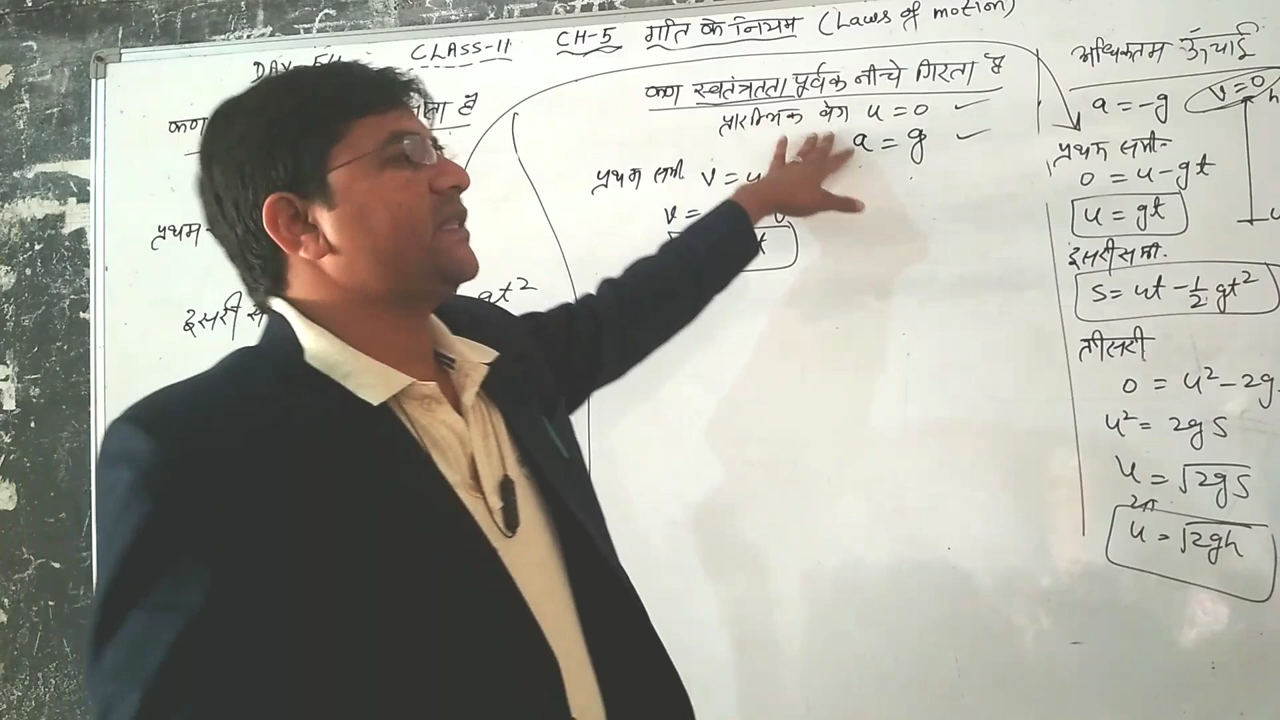 CLASS-11 CH-5 गति के नियम (Laws of motion)
DAY
कण है
प्रथम-
इसरी स gt²
कण स्वतंत्रतता पूर्वक नीचे गिरता है
प्रारम्भिक वेग u = 0 ✓
a = g ✓
प्रथम समी v = u
v =
t
अधिकतम ऊँचाई
a = -g v = 0 h
प्रथम समी-
0 = u - gt
u = gt
इसरी समी.
S = ut - 1/2 gt²
तीसरी
0 = u² - 2g
u² = 2gS
u = √2gS
या
u = √2gh